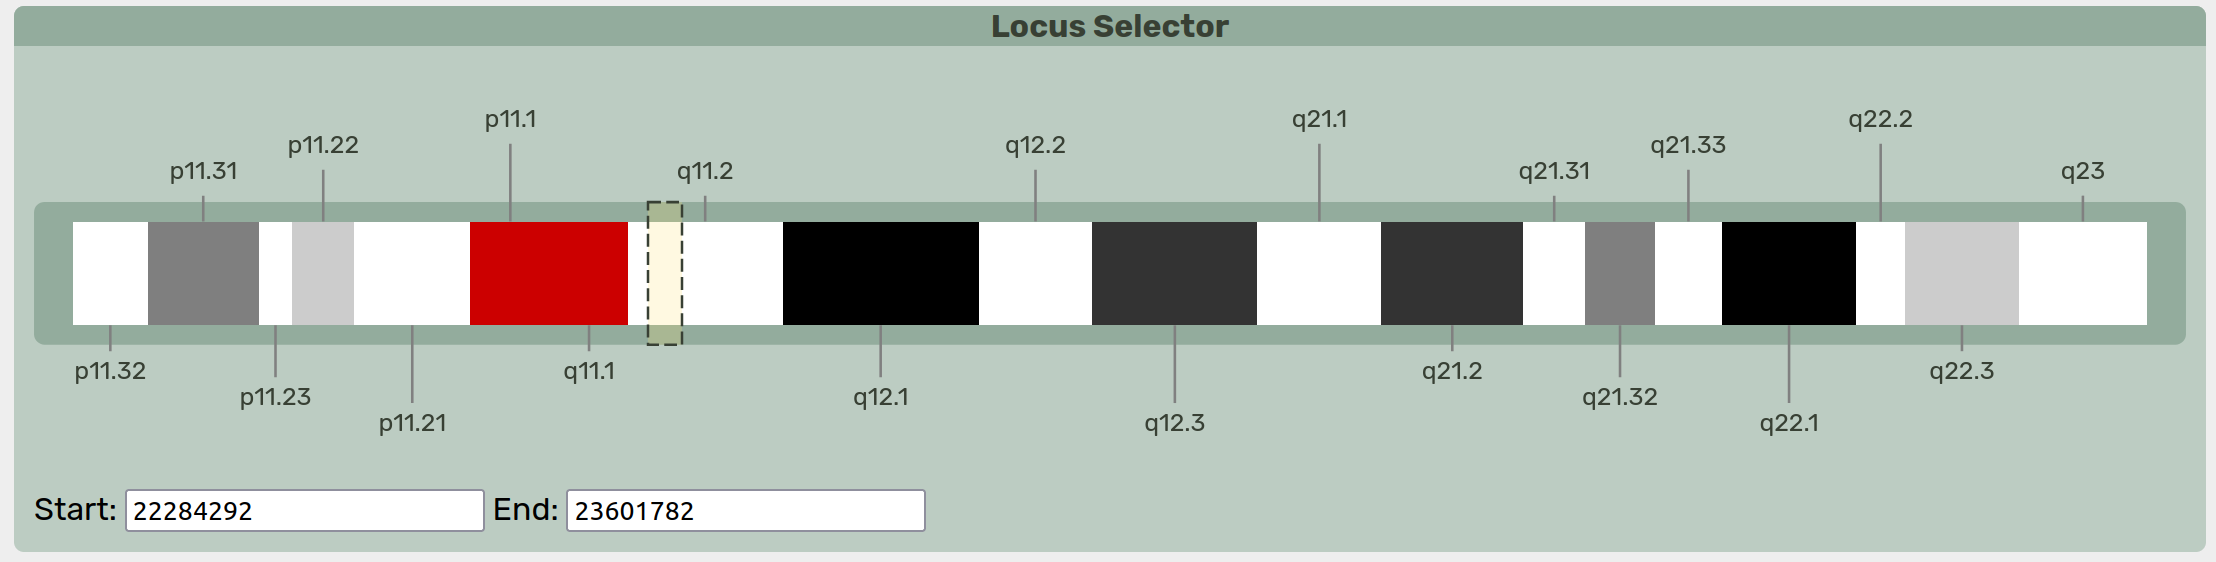 Locus Selector
p11.1 q21.1 q22.2
p11.22 q12.2 q21.33
p11.31 q11.2 q21.31 q23
p11.32 q11.1 q21.2 q22.3
p11.23 q12.1 q21.32
p11.21 q12.3 q22.1
Start: 22284292 End: 23601782